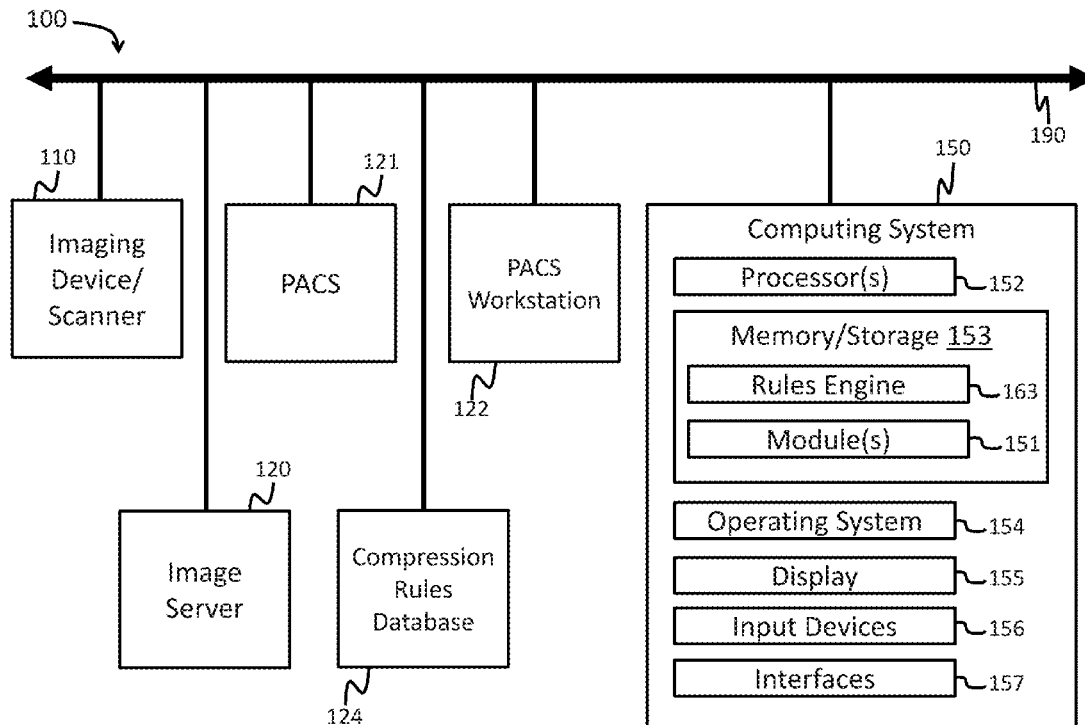 100
190
110
121
150
Imaging
Device/
Scanner
PACS
PACS
Workstation
122
Computing System
Processor(s)
152
Memory/Storage 153
Rules Engine
163
Module(s)
151
120
Image
Server
Compression
Rules
Database
124
Operating System
154
Display
155
Input Devices
156
Interfaces
157